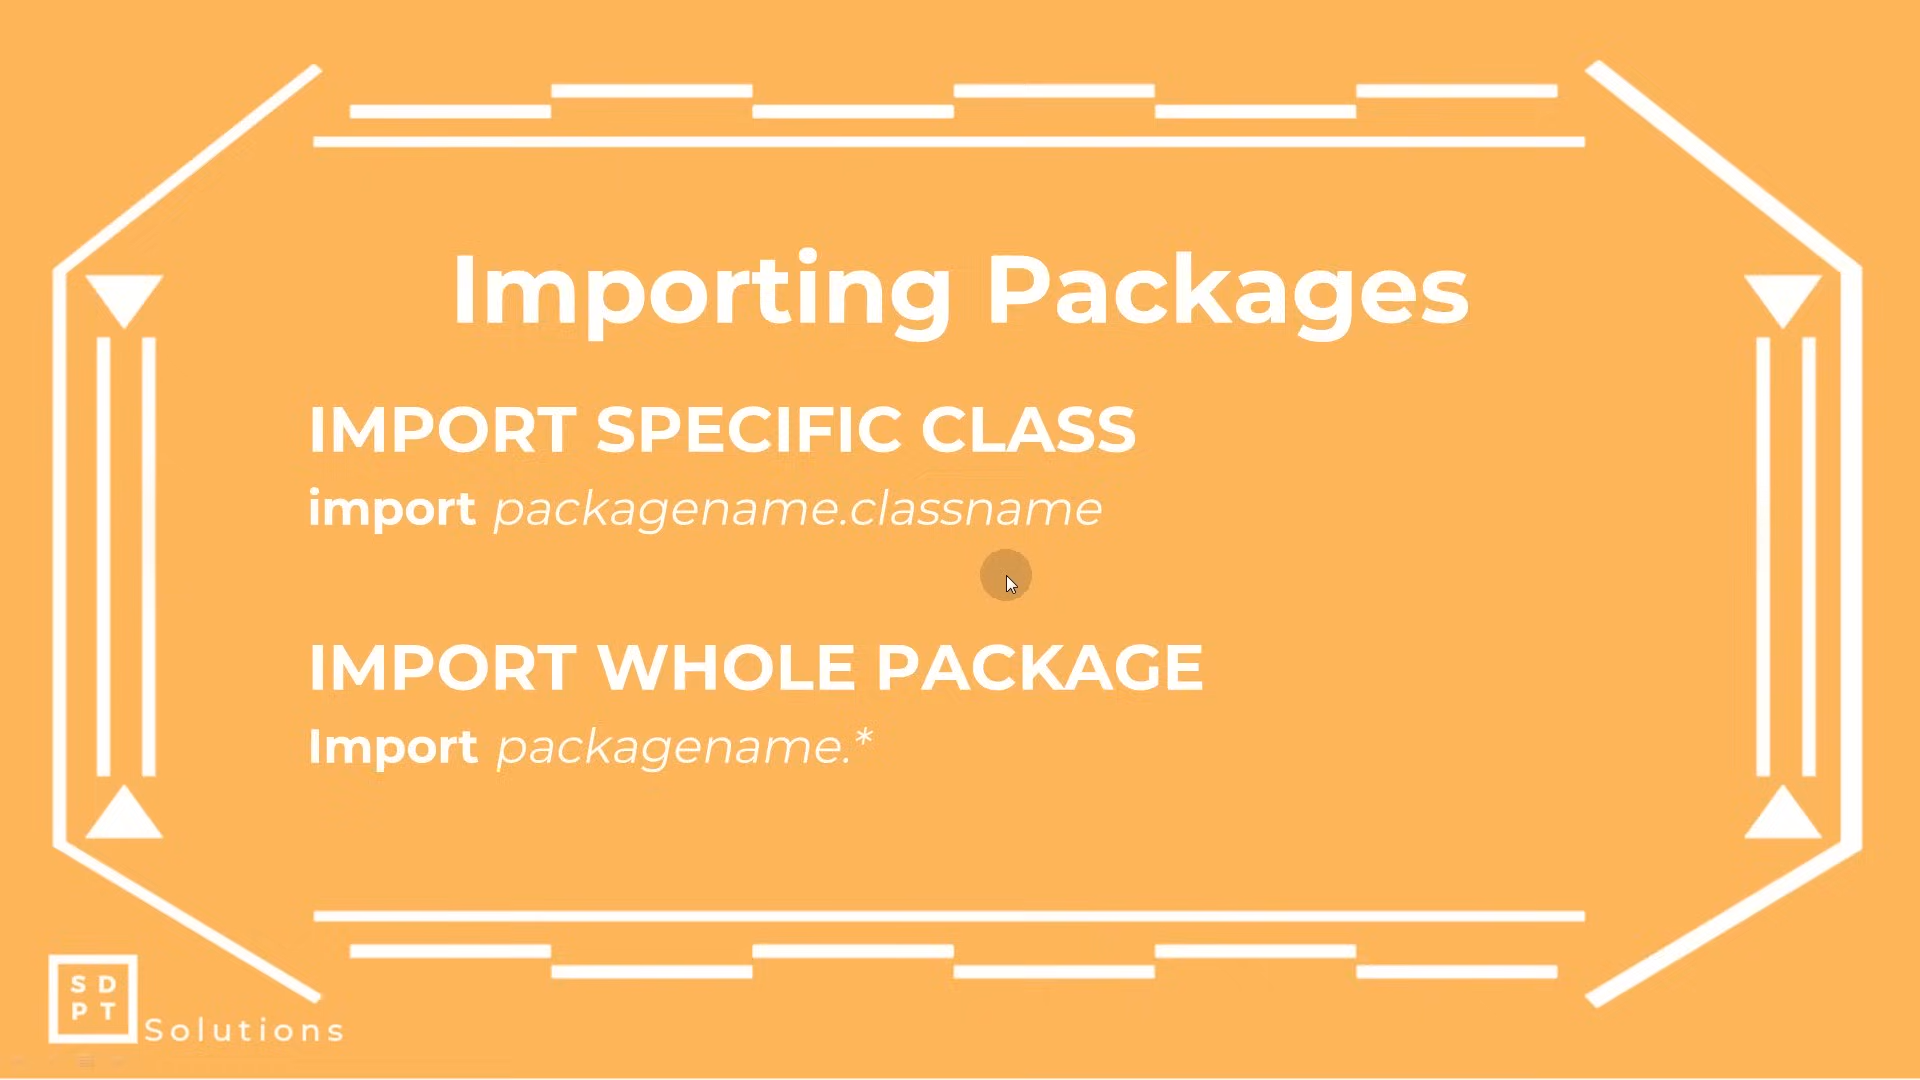 Importing Packages
IMPORT SPECIFIC CLASS
import packagename.classname
IMPORT WHOLE PACKAGE
Import packagename.*
S D
P T
Solutions